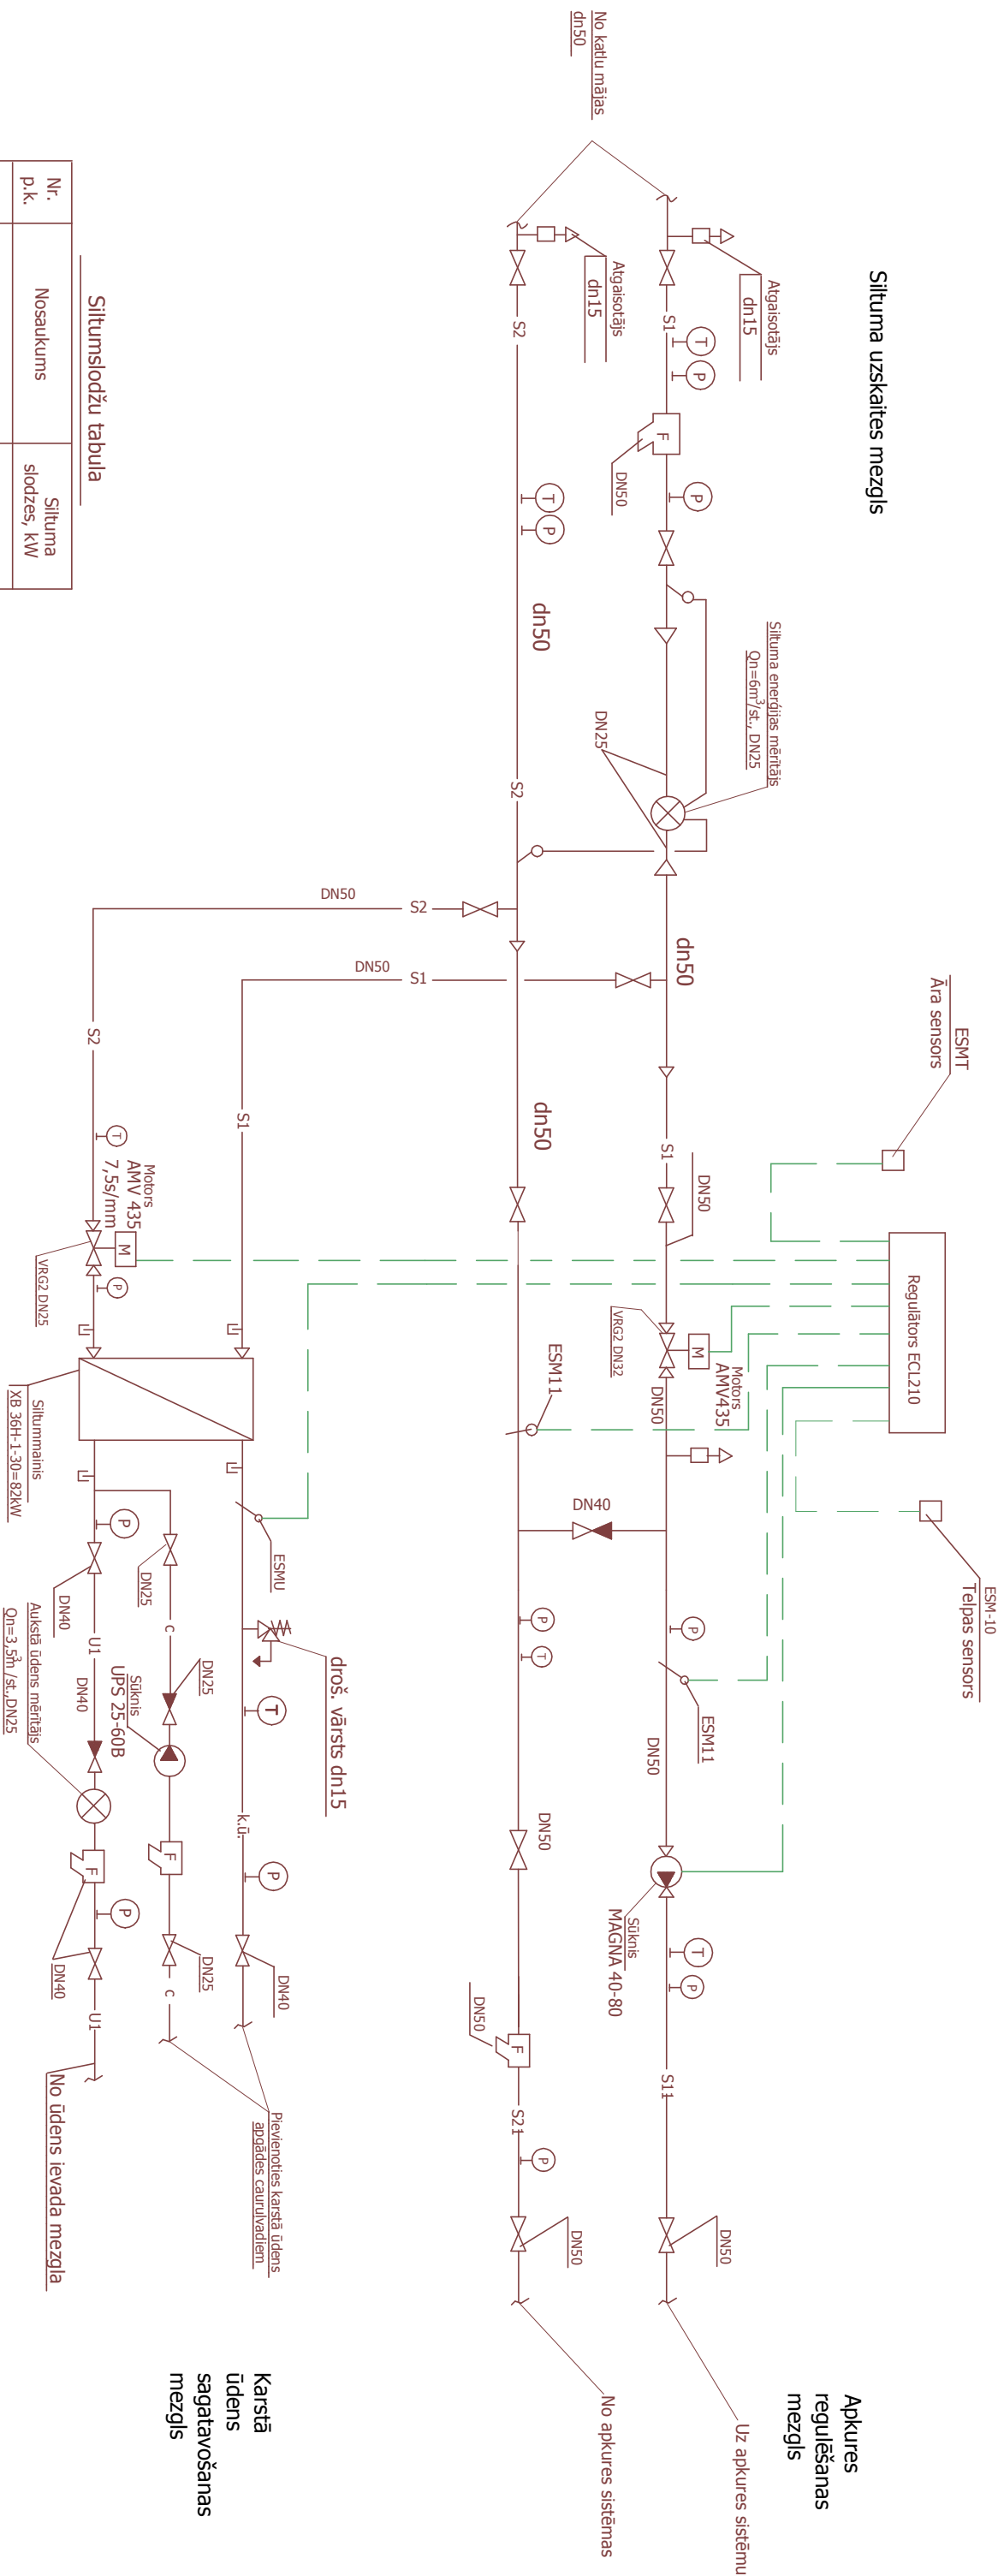 Siltuma uzskaites mezgls
No katlu mājas
dn50
Atgaisotājs
dn15
Atgaisotājs
dn15
S1
T
P
F
DN50
P
Siltuma enerģijas mērītājs
Qn=6m³/st., DN25
DN25
dn50
S1
DN50
VRG2 DN32
M
Motors
AMV435
DN50
ESMT
Āra sensors
Regulātors ECL210
ESM-10
Telpas sensors
P
ESM11
DN50
Sūknis
MAGNA 40-80
T
P
S11
DN50
Uz apkures sistēmu
Apkures
regulēšanas
mezgls
S2
T
P
dn50
S2
dn50
ESM11
DN40
P
T
DN50
DN50
F
S21
P
DN50
No apkures sistēmas
DN50
S2
DN50
S1
S2
S1
T
Motors
AMV 435
7,5s/mm
M
P
VRG2 DN25
Siltummainis
XB 36H-1-30=82kW
ESMU
droš. vārsts dn15
T
k.ū.
P
DN40
DN25
c
DN25
Sūknis
UPS 25-60B
F
DN25
c
Pievienoties karstā ūdens
apgādes cauruļvadiem
P
DN40
U1
DN40
Aukstā ūdens mērītājs
Qn=3,5m³/st.,DN25
F
P
DN40
U1
No ūdens ievada mezgla
Karstā
ūdens
sagatavošanas
mezgls
Siltumslodžu tabula
Nr.
p.k.
Nosaukums
Siltuma
slodzes, kW